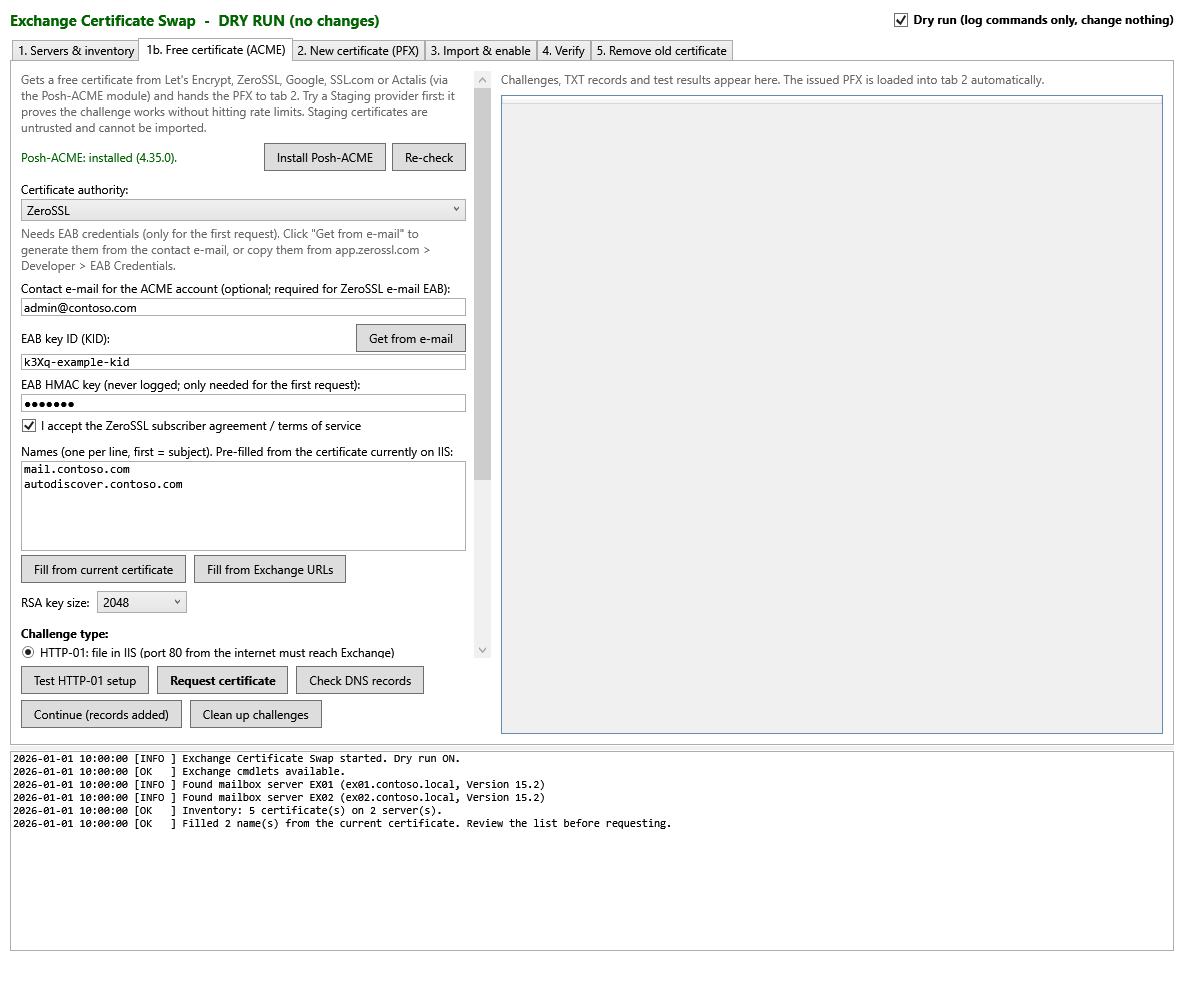 Exchange Certificate Swap  -  DRY RUN (no changes)
Dry run (log commands only, change nothing)
1. Servers & inventory
1b. Free certificate (ACME)
2. New certificate (PFX)
3. Import & enable
4. Verify
5. Remove old certificate
Gets a free certificate from Let's Encrypt, ZeroSSL, Google, SSL.com or Actalis (via
the Posh-ACME module) and hands the PFX to tab 2. Try a Staging provider first: it
proves the challenge works without hitting rate limits. Staging certificates are
untrusted and cannot be imported.
Posh-ACME: installed (4.35.0).
Install Posh-ACME
Re-check
Certificate authority:
ZeroSSL
Needs EAB credentials (only for the first request). Click "Get from e-mail" to
generate them from the contact e-mail, or copy them from app.zerossl.com >
Developer > EAB Credentials.
Contact e-mail for the ACME account (optional; required for ZeroSSL e-mail EAB):
admin@contoso.com
EAB key ID (KID):
Get from e-mail
k3Xq-example-kid
EAB HMAC key (never logged; only needed for the first request):
●●●●●●●
I accept the ZeroSSL subscriber agreement / terms of service
Names (one per line, first = subject). Pre-filled from the certificate currently on IIS:
mail.contoso.com
autodiscover.contoso.com
Fill from current certificate
Fill from Exchange URLs
RSA key size:
2048
Challenge type:
HTTP-01: file in IIS (port 80 from the internet must reach Exchange)
Test HTTP-01 setup
Request certificate
Check DNS records
Continue (records added)
Clean up challenges
Challenges, TXT records and test results appear here. The issued PFX is loaded into tab 2 automatically.
2026-01-01 10:00:00 [INFO ] Exchange Certificate Swap started. Dry run ON.
2026-01-01 10:00:00 [OK   ] Exchange cmdlets available.
2026-01-01 10:00:00 [INFO ] Found mailbox server EX01 (ex01.contoso.local, Version 15.2)
2026-01-01 10:00:00 [INFO ] Found mailbox server EX02 (ex02.contoso.local, Version 15.2)
2026-01-01 10:00:00 [OK   ] Inventory: 5 certificate(s) on 2 server(s).
2026-01-01 10:00:00 [OK   ] Filled 2 name(s) from the current certificate. Review the list before requesting.